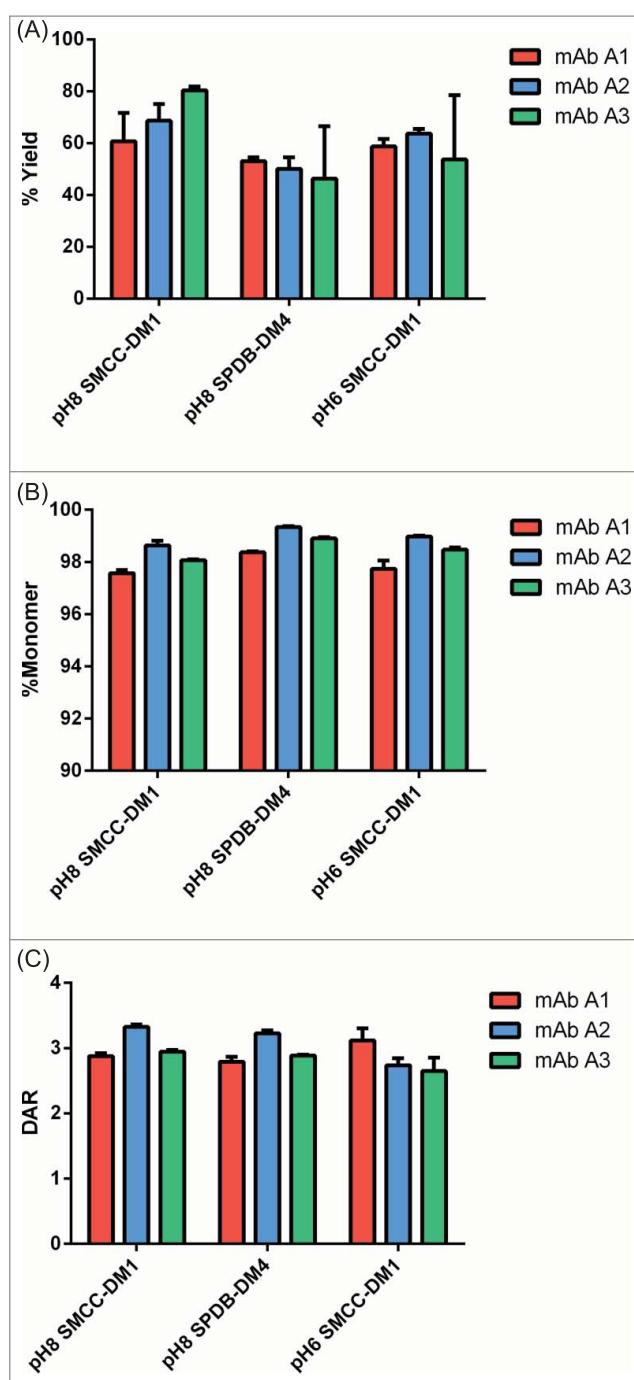 (A)
100
80
60
40
20
0
% Yield
pH8 SMCC-DM1
pH8 SPDB-DM4
pH6 SMCC-DM1
mAb A1
mAb A2
mAb A3
(B)
100
98
96
94
92
90
%Monomer
pH8 SMCC-DM1
pH8 SPDB-DM4
pH6 SMCC-DM1
mAb A1
mAb A2
mAb A3
(C)
4
3
2
1
0
DAR
pH8 SMCC-DM1
pH8 SPDB-DM4
pH6 SMCC-DM1
mAb A1
mAb A2
mAb A3